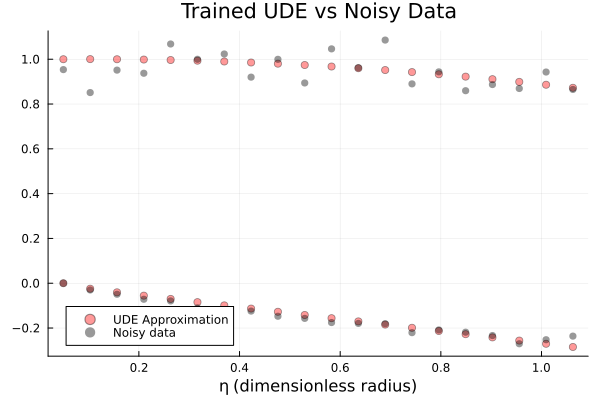 Trained UDE vs Noisy Data
1.0
0.8
0.6
0.4
0.2
0.0
−0.2
UDE Approximation
Noisy data
0.2 0.4 0.6 0.8 1.0
η (dimensionless radius)